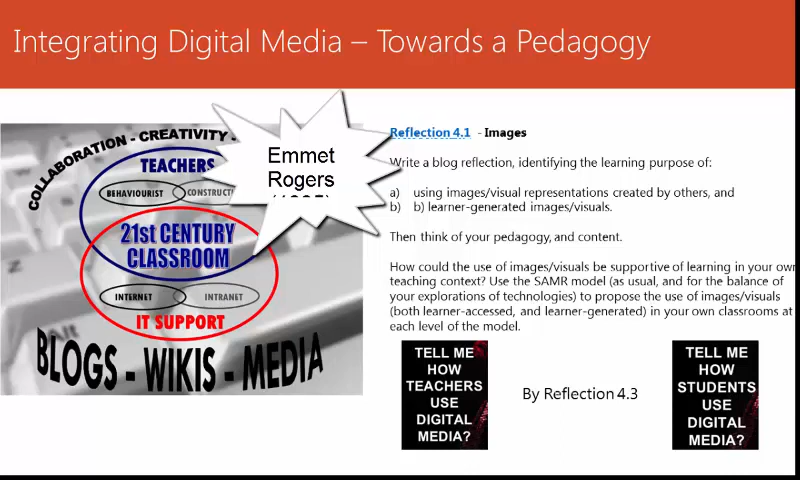 Integrating Digital Media – Towards a Pedagogy
COLLABORATION - CREATIVITY -
TEACHERS
BEHAVIOURIST
21st CENTURY
CLASSROOM
INTERNET
INTRANET
IT SUPPORT
BLOGS - WIKIS - MEDIA
Emmet
Rogers
Reflection 4.1 - Images
Write a blog reflection, identifying the learning purpose of:
a) using images/visual representations created by others, and
b) b) learner-generated images/visuals.
Then think of your pedagogy, and content.
How could the use of images/visuals be supportive of learning in your own
teaching context? Use the SAMR model (as usual, and for the balance of
your explorations of technologies) to propose the use of images/visuals
(both learner-accessed, and learner-generated) in your own classrooms at
each level of the model.
TELL ME
HOW
TEACHERS
USE
DIGITAL
MEDIA?
By Reflection 4.3
TELL ME
HOW
STUDENTS
USE
DIGITAL
MEDIA?